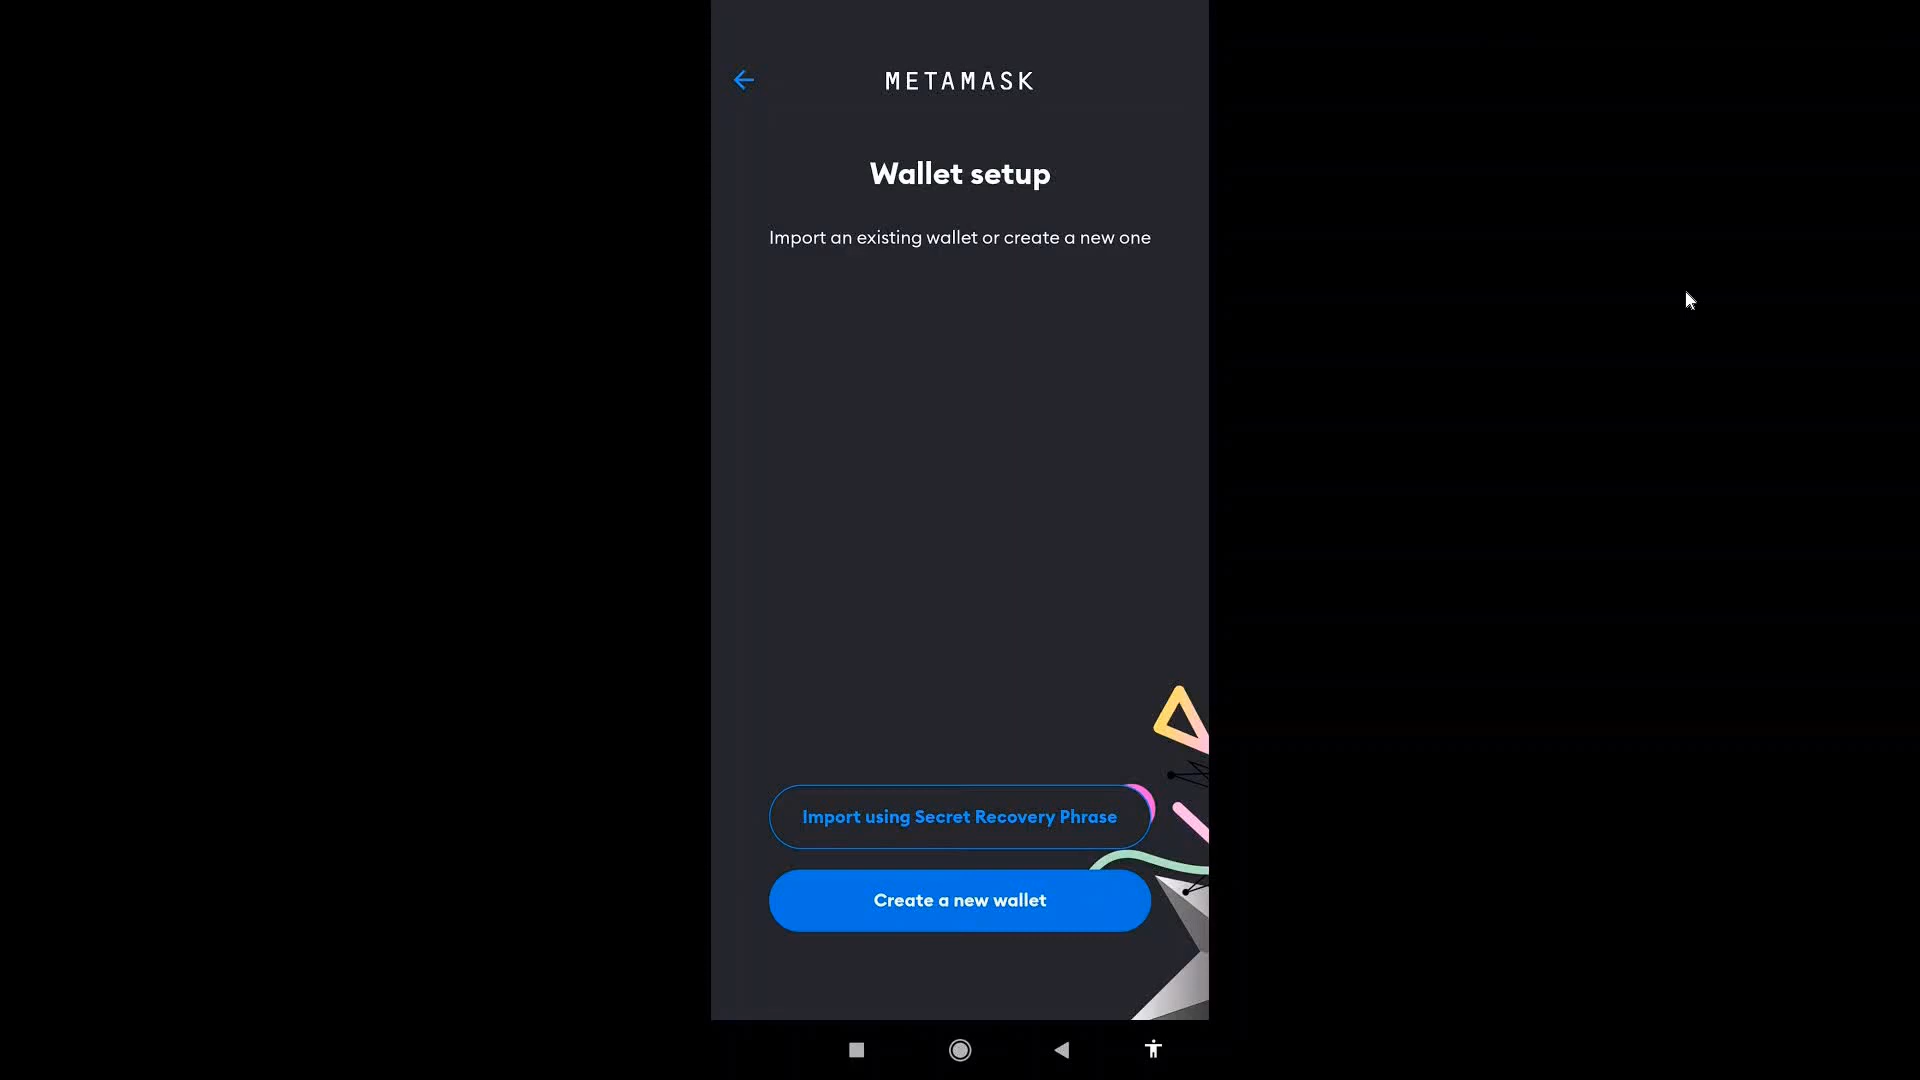 METAMASK
Wallet setup
Import an existing wallet or create a new one
Import using Secret Recovery Phrase
Create a new wallet